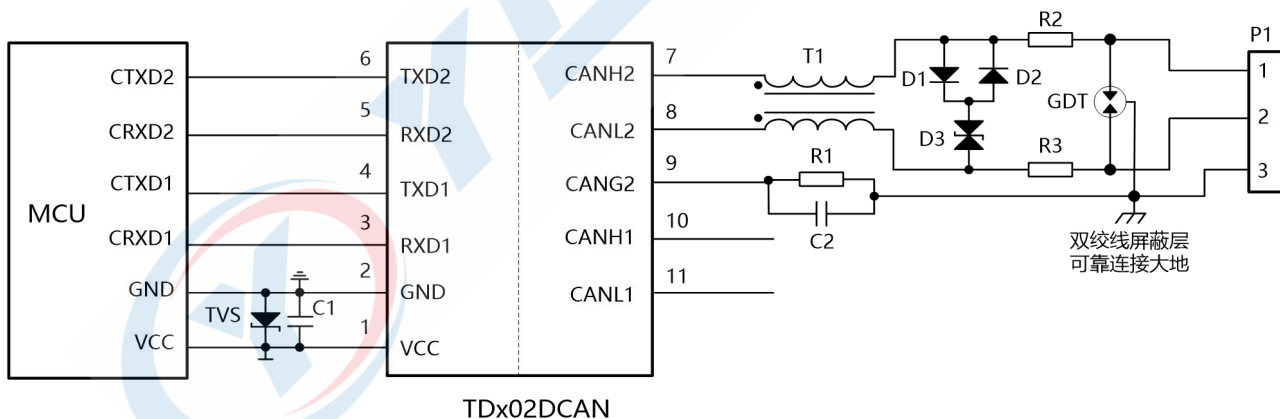 MCU
CTXD2
CRXD2
CTXD1
CRXD1
GND
VCC
TVS
C1
6
5
4
3
2
1
TXD2
RXD2
TXD1
RXD1
GND
VCC
CANH2
CANL2
CANG2
CANH1
CANL1
TDx02DCAN
7
8
9
10
11
T1
R1
C2
D1
D2
D3
R2
R3
GDT
P1
1
2
3
双绞线屏蔽层
可靠连接大地